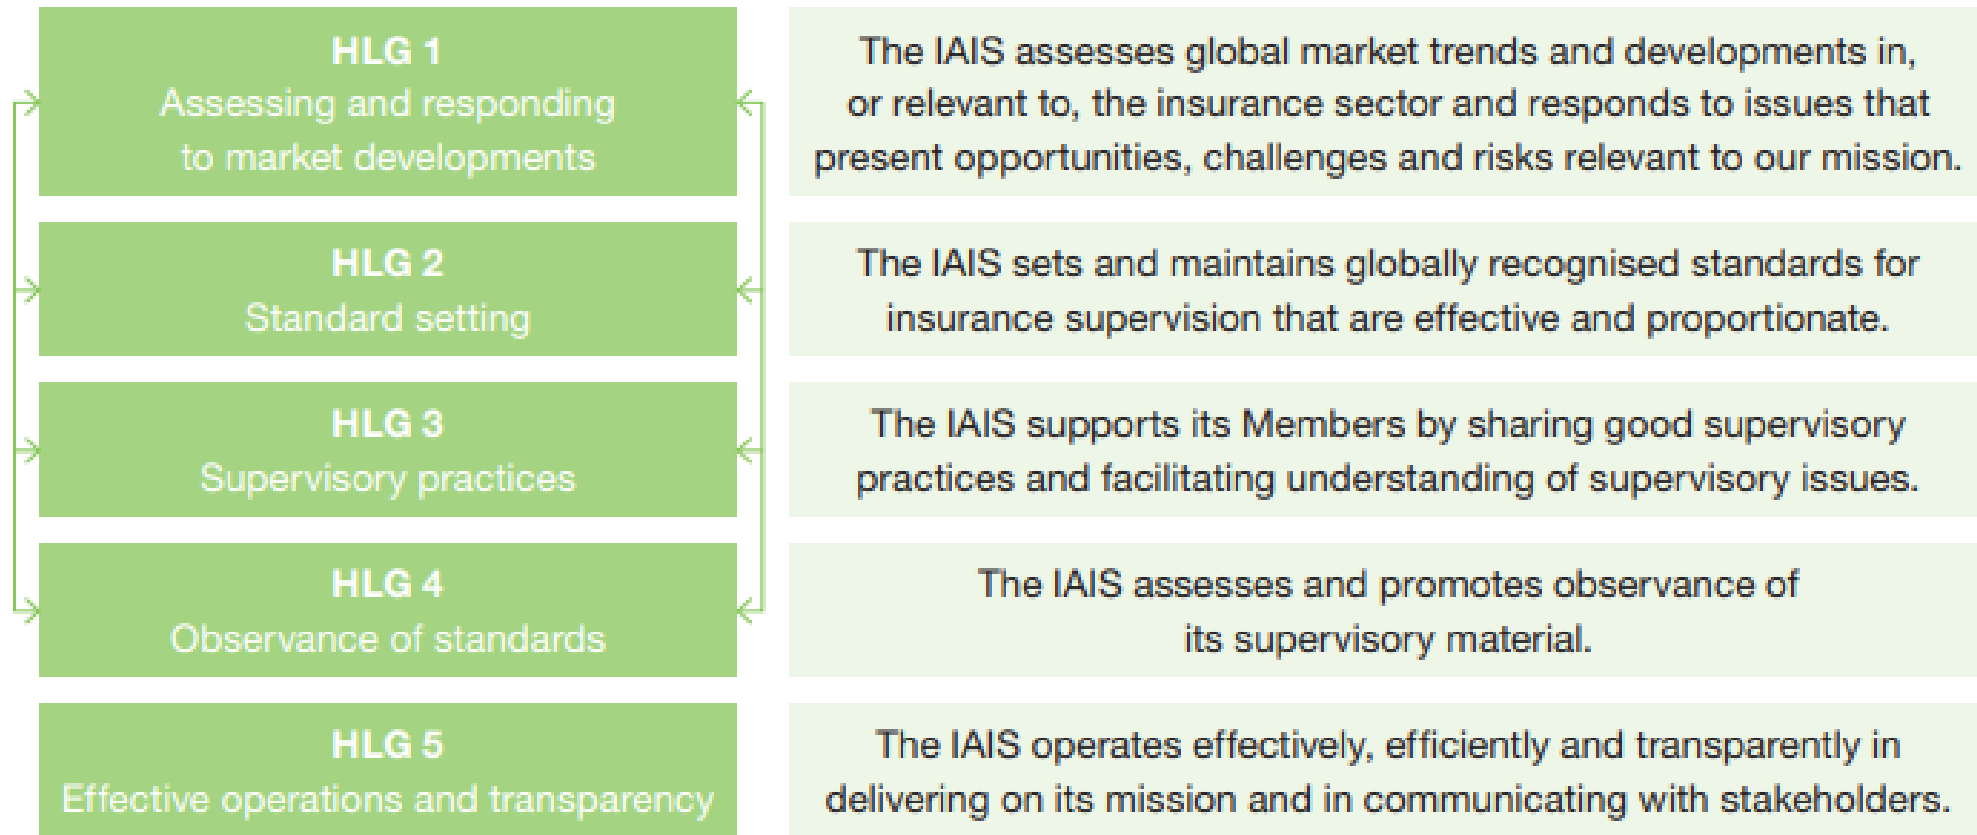 HLG 1
Assessing and responding
to market developments
The IAIS assesses global market trends and developments in,
or relevant to, the insurance sector and responds to issues that
present opportunities, challenges and risks relevant to our mission.
HLG 2
Standard setting
The IAIS sets and maintains globally recognised standards for
insurance supervision that are effective and proportionate.
HLG 3
Supervisory practices
The IAIS supports its Members by sharing good supervisory
practices and facilitating understanding of supervisory issues.
HLG 4
Observance of standards
The IAIS assesses and promotes observance of
its supervisory material.
HLG 5
Effective operations and transparency
The IAIS operates effectively, efficiently and transparently in
delivering on its mission and in communicating with stakeholders.